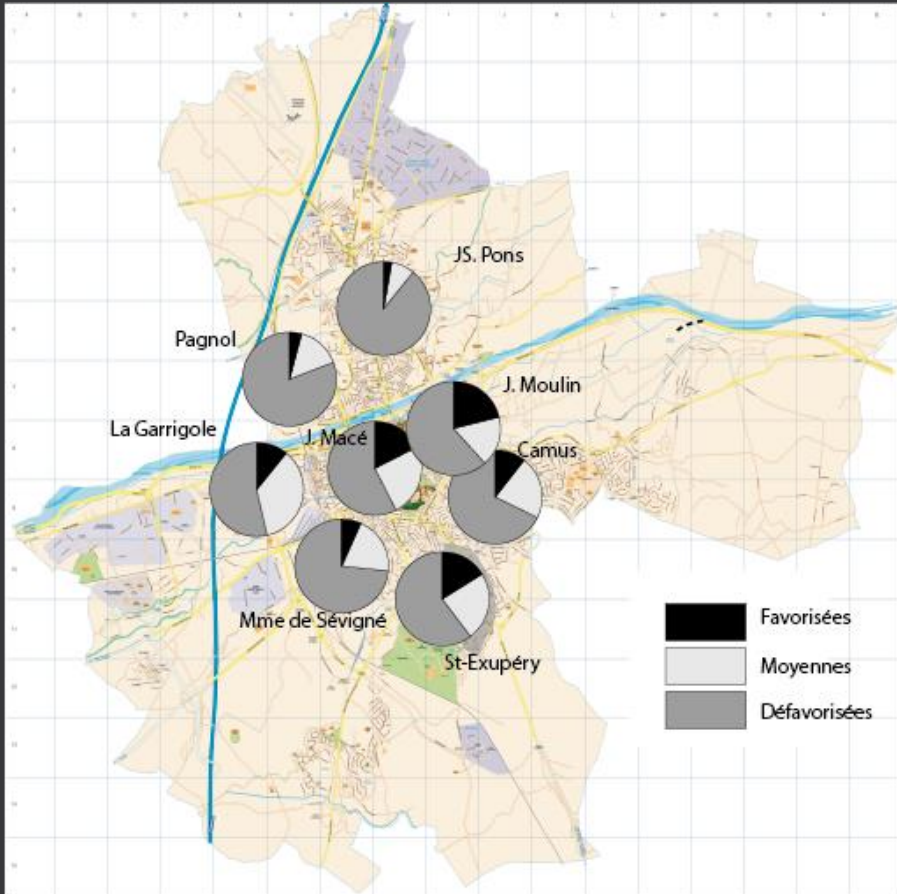 JS. Pons
Pagnol
J. Moulin
La Garrigole
J. Macé
Camus
Mme de Sévigné
St-Exupéry
Favorisées
Moyennes
Défavorisées